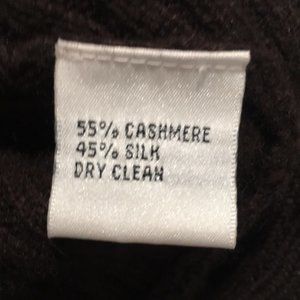 55% CASHMERE
45% SILK
DRY CLEAN